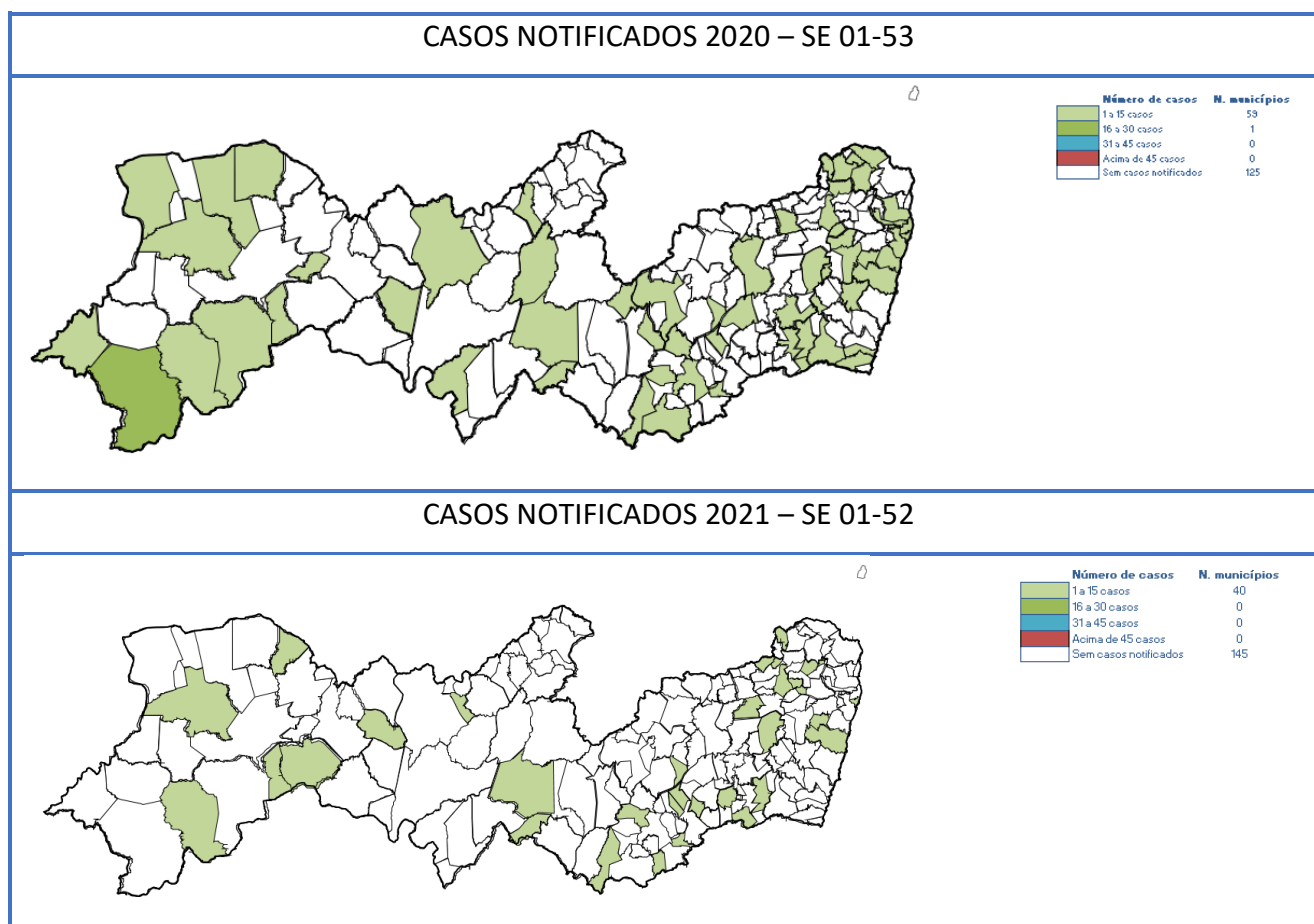 CASOS NOTIFICADOS 2020 – SE 01-53
Número de casos N. municípios
1 a 15 casos 59
16 a 30 casos 1
31 a 45 casos 0
Acima de 45 casos 0
Sem casos notificados 125
CASOS NOTIFICADOS 2021 – SE 01-52
Número de casos N. municípios
1 a 15 casos 40
16 a 30 casos 0
31 a 45 casos 0
Acima de 45 casos 0
Sem casos notificados 145